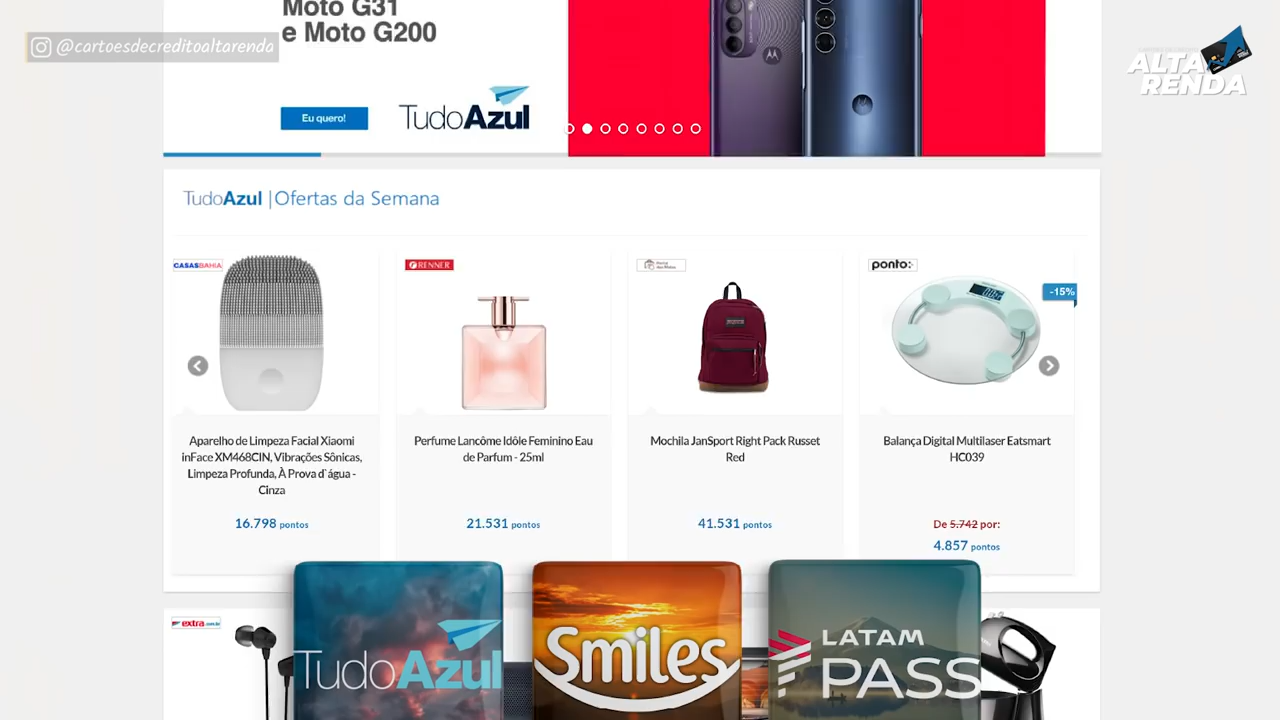 Moto G31
e Moto G200
@cartoesdecreditoaltarenda
ALTA
RENDA
Eu quero!
TudoAzul
TudoAzul | Ofertas da Semana
CASASBAHIA
RENNER
ponto:
-15%
Aparelho de Limpeza Facial Xiaomi
inFace XM468CIN, Vibrações Sônicas,
Limpeza Profunda, À Prova d`água -
Cinza
16.798 pontos
Perfume Lancôme Idôle Feminino Eau
de Parfum - 25ml
21.531 pontos
Mochila JanSport Right Pack Russet
Red
41.531 pontos
Balança Digital Multilaser Eatsmart
HC039
De 5.742 por:
4.857 pontos
extra.com.br
TudoAzul
Smiles
LATAM
PASS